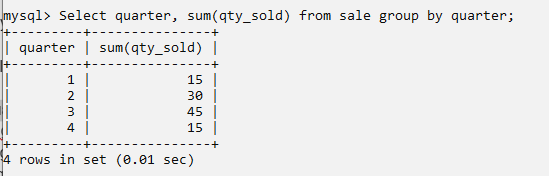 mysql> Select quarter, sum(qty_sold) from sale group by quarter;
+---------+---------------+
| quarter | sum(qty_sold) |
+---------+---------------+
|       1 |            15 |
|       2 |            30 |
|       3 |            45 |
|       4 |            15 |
+---------+---------------+
4 rows in set (0.01 sec)